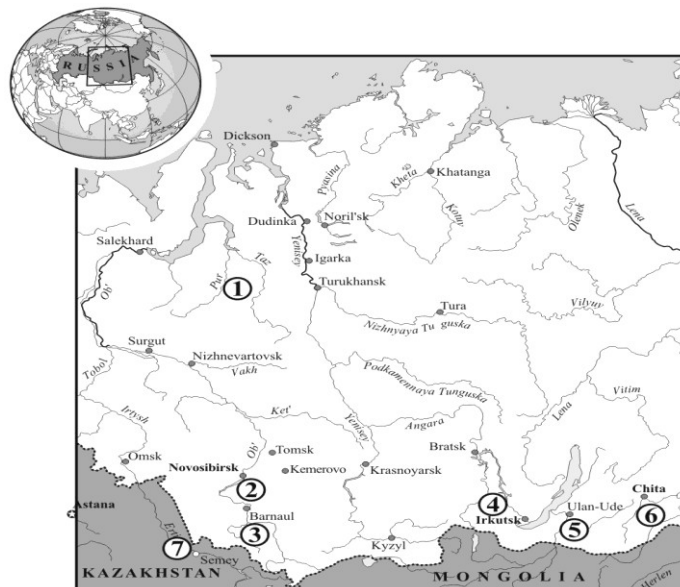 RUSSIA
Dickson
Pyasina
Kheta
Khatanga
Kotuy
Olenek
Lena
Dudinka
Noril'sk
Salekhard
Yenisey
Taz
Igarka
Ob'
Pur
1
Turukhansk
Tura
Vilyuy
Nizhnyaya Tu guska
Surgut
Nizhnevartovsk
Tobol
Vakh
Podkamennaya Tunguska
Vitim
Lena
Irtysh
Ket'
Yenisey
Angara
Ob'
Tomsk
Bratsk
Omsk
Novosibirsk
Kemerovo
Krasnoyarsk
Chita
2
4
Ulan-Ude
Astana
Barnaul
Irkutsk
5
6
3
Kyzyl
7
Semey
KAZAKHSTAN
MONGOLIA